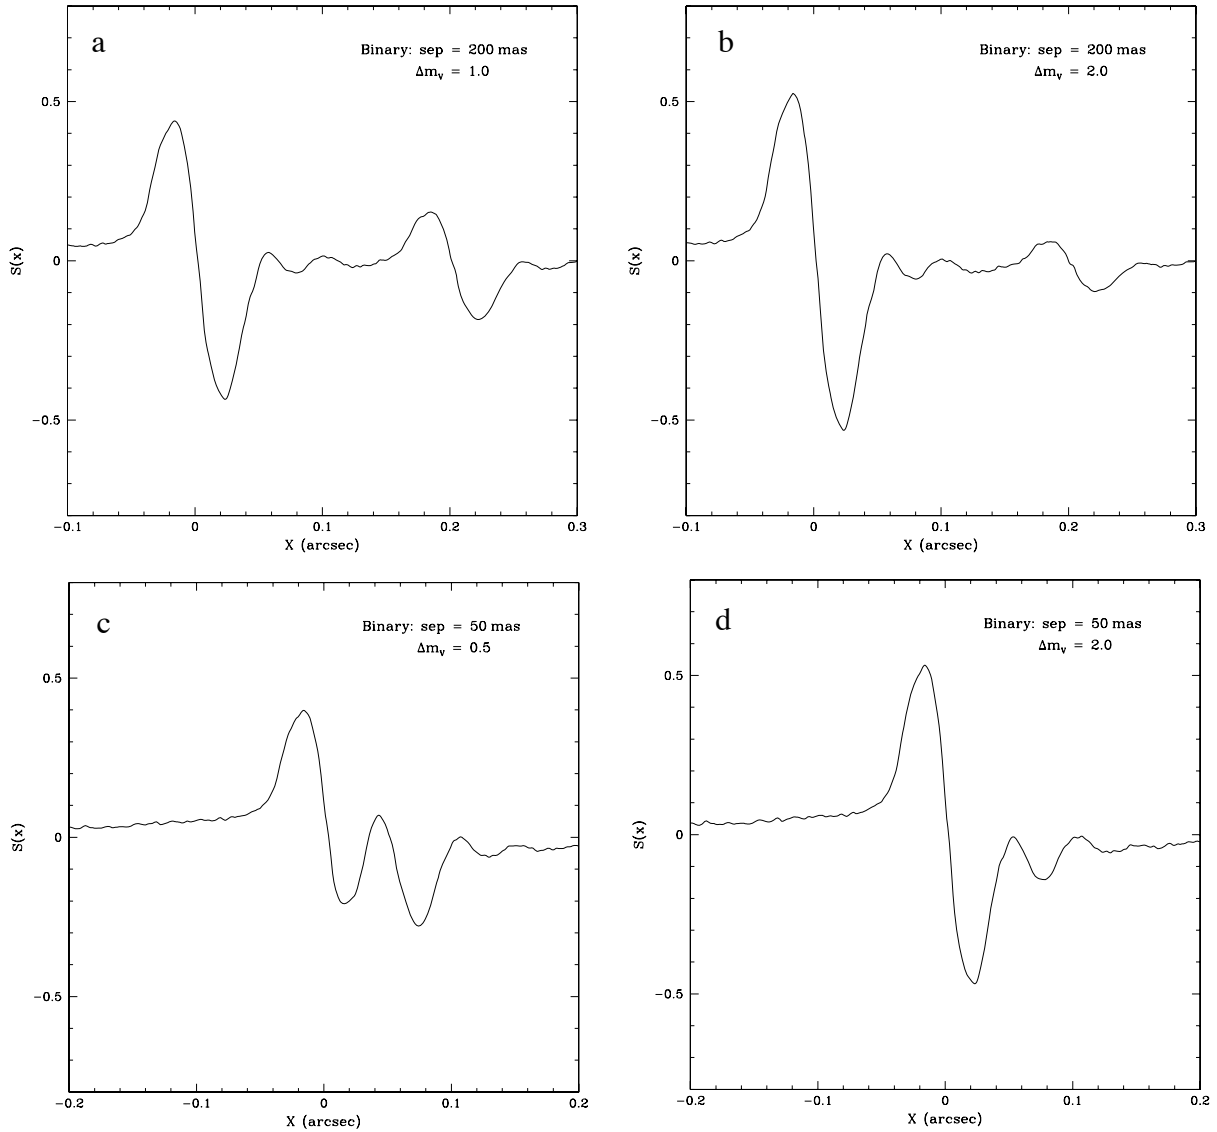 a
Binary: sep = 200 mas
Δmᵥ = 1.0
0.5
0
−0.5
S(x)
−0.1 0 0.1 0.2 0.3
X (arcsec)
b
Binary: sep = 200 mas
Δmᵥ = 2.0
0.5
0
−0.5
S(x)
−0.1 0 0.1 0.2 0.3
X (arcsec)
c
Binary: sep = 50 mas
Δmᵥ = 0.5
0.5
0
−0.5
S(x)
−0.2 −0.1 0 0.1 0.2
X (arcsec)
d
Binary: sep = 50 mas
Δmᵥ = 2.0
0.5
0
−0.5
S(x)
−0.2 −0.1 0 0.1 0.2
X (arcsec)